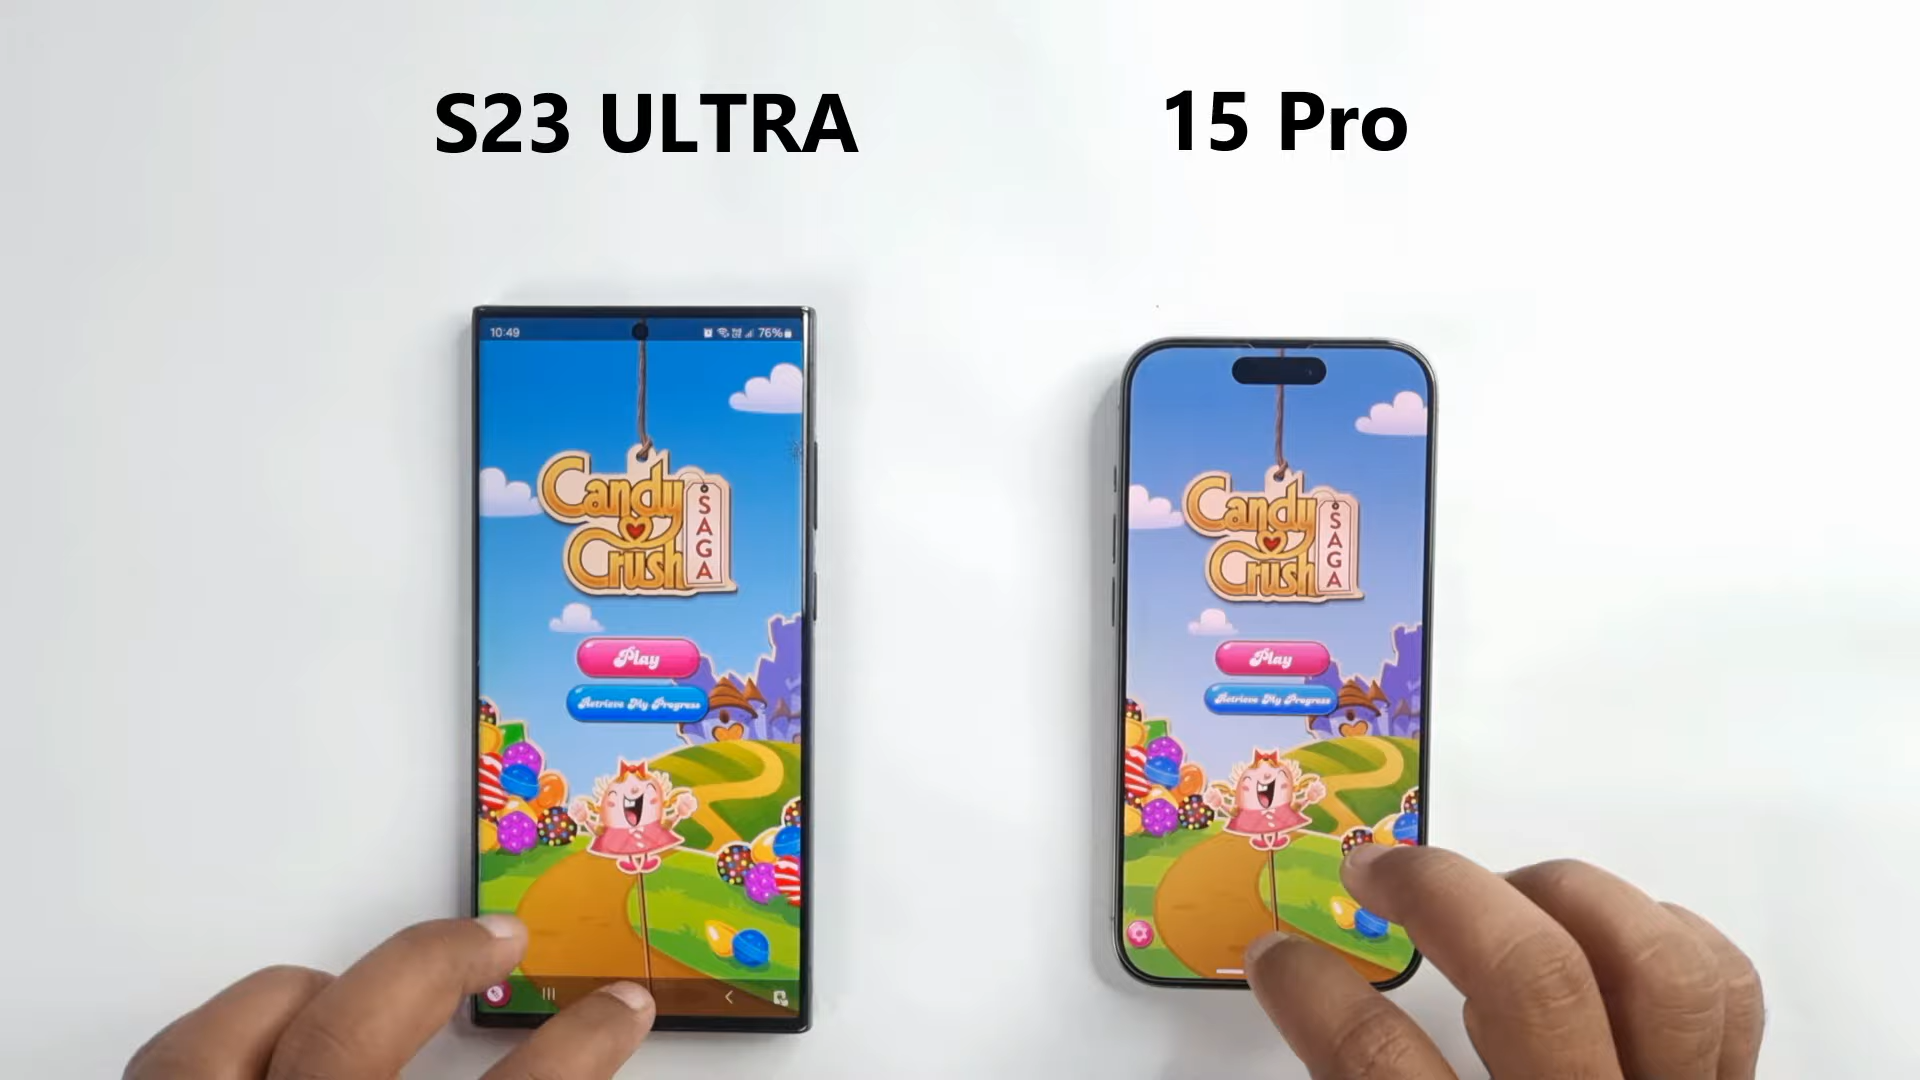 S23 ULTRA
15 Pro
10:49
76%
Candy
Crush
SAGA
Play
Retrieve My Progress
Candy
Crush
SAGA
Play
Retrieve My Progress